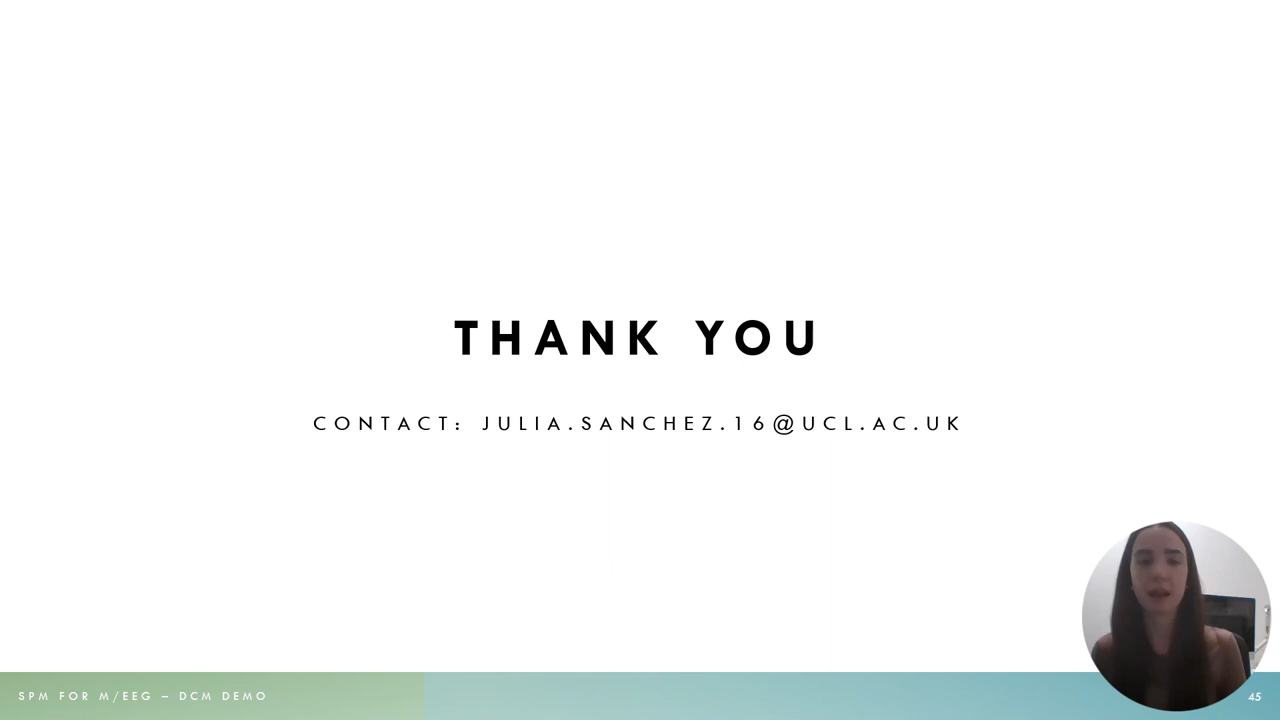 THANK YOU
CONTACT: JULIA.SANCHEZ.16@UCL.AC.UK
SPM FOR M/EEG – DCM DEMO
45